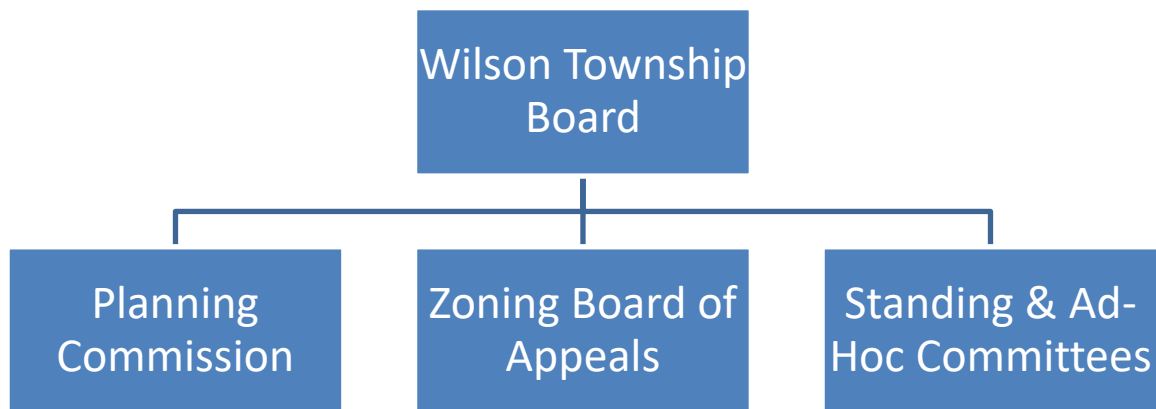 Wilson Township
Board
Planning
Commission
Zoning Board of
Appeals
Standing & Ad-
Hoc Committees